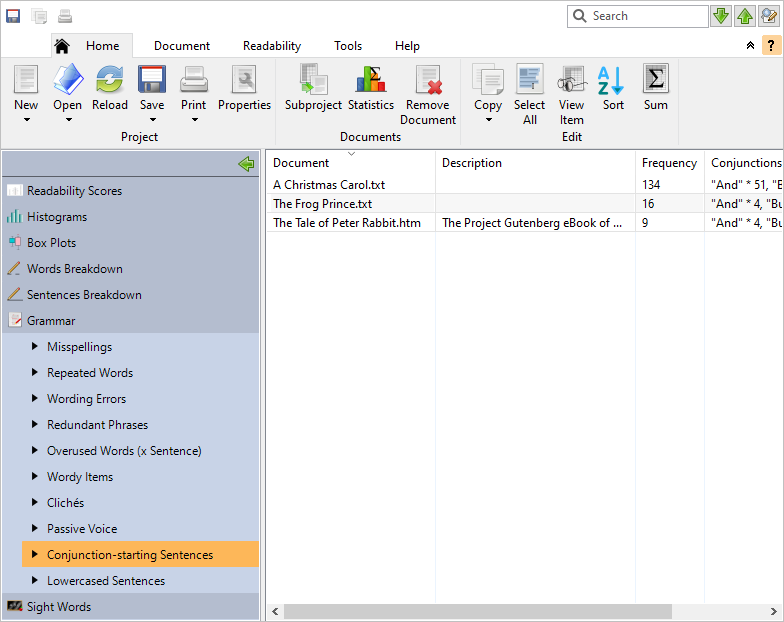 Search
Home Document Readability Tools Help
?
New Open Reload Save Print Properties Subproject Statistics Remove Document Copy Select All View Item Sort Sum
Project Documents Edit
Document Description Frequency Conjunctions
A Christmas Carol.txt 134 "And" * 51, "B
The Frog Prince.txt 16 "And" * 4, "Bu
The Tale of Peter Rabbit.htm The Project Gutenberg eBook of ... 9 "And" * 4, "Bu
Readability Scores
Histograms
Box Plots
Words Breakdown
Sentences Breakdown
Grammar
Misspellings
Repeated Words
Wording Errors
Redundant Phrases
Overused Words (x Sentence)
Wordy Items
Clichés
Passive Voice
Conjunction-starting Sentences
Lowercased Sentences
Sight Words